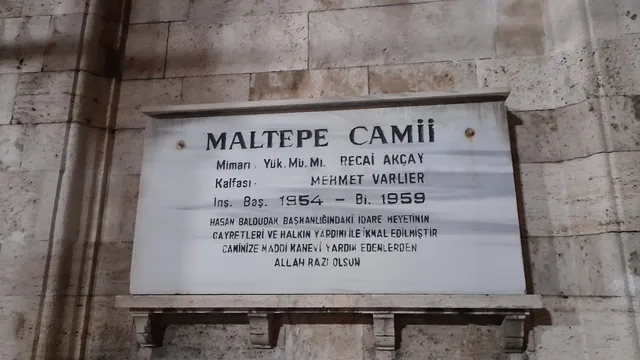 MALTEPE CAMİİ
Mimarı. Yük. Mü. Mi. RECAİ AKÇAY
Kalfası. MEHMET VARLIER
İnş. Baş. 1954 – Bi. 1959
HASAN BALOUDAK BAŞKANLIĞINDAKİ İDARE HEYETİNİN
GAYRETLERİ VE HALKIN YARDIMI İLE İKMAL EDİLMİŞTİR
CAMİNİZE MADDİ MANEVİ YARDIM EDENLERDEN
ALLAH RAZI OLSUN